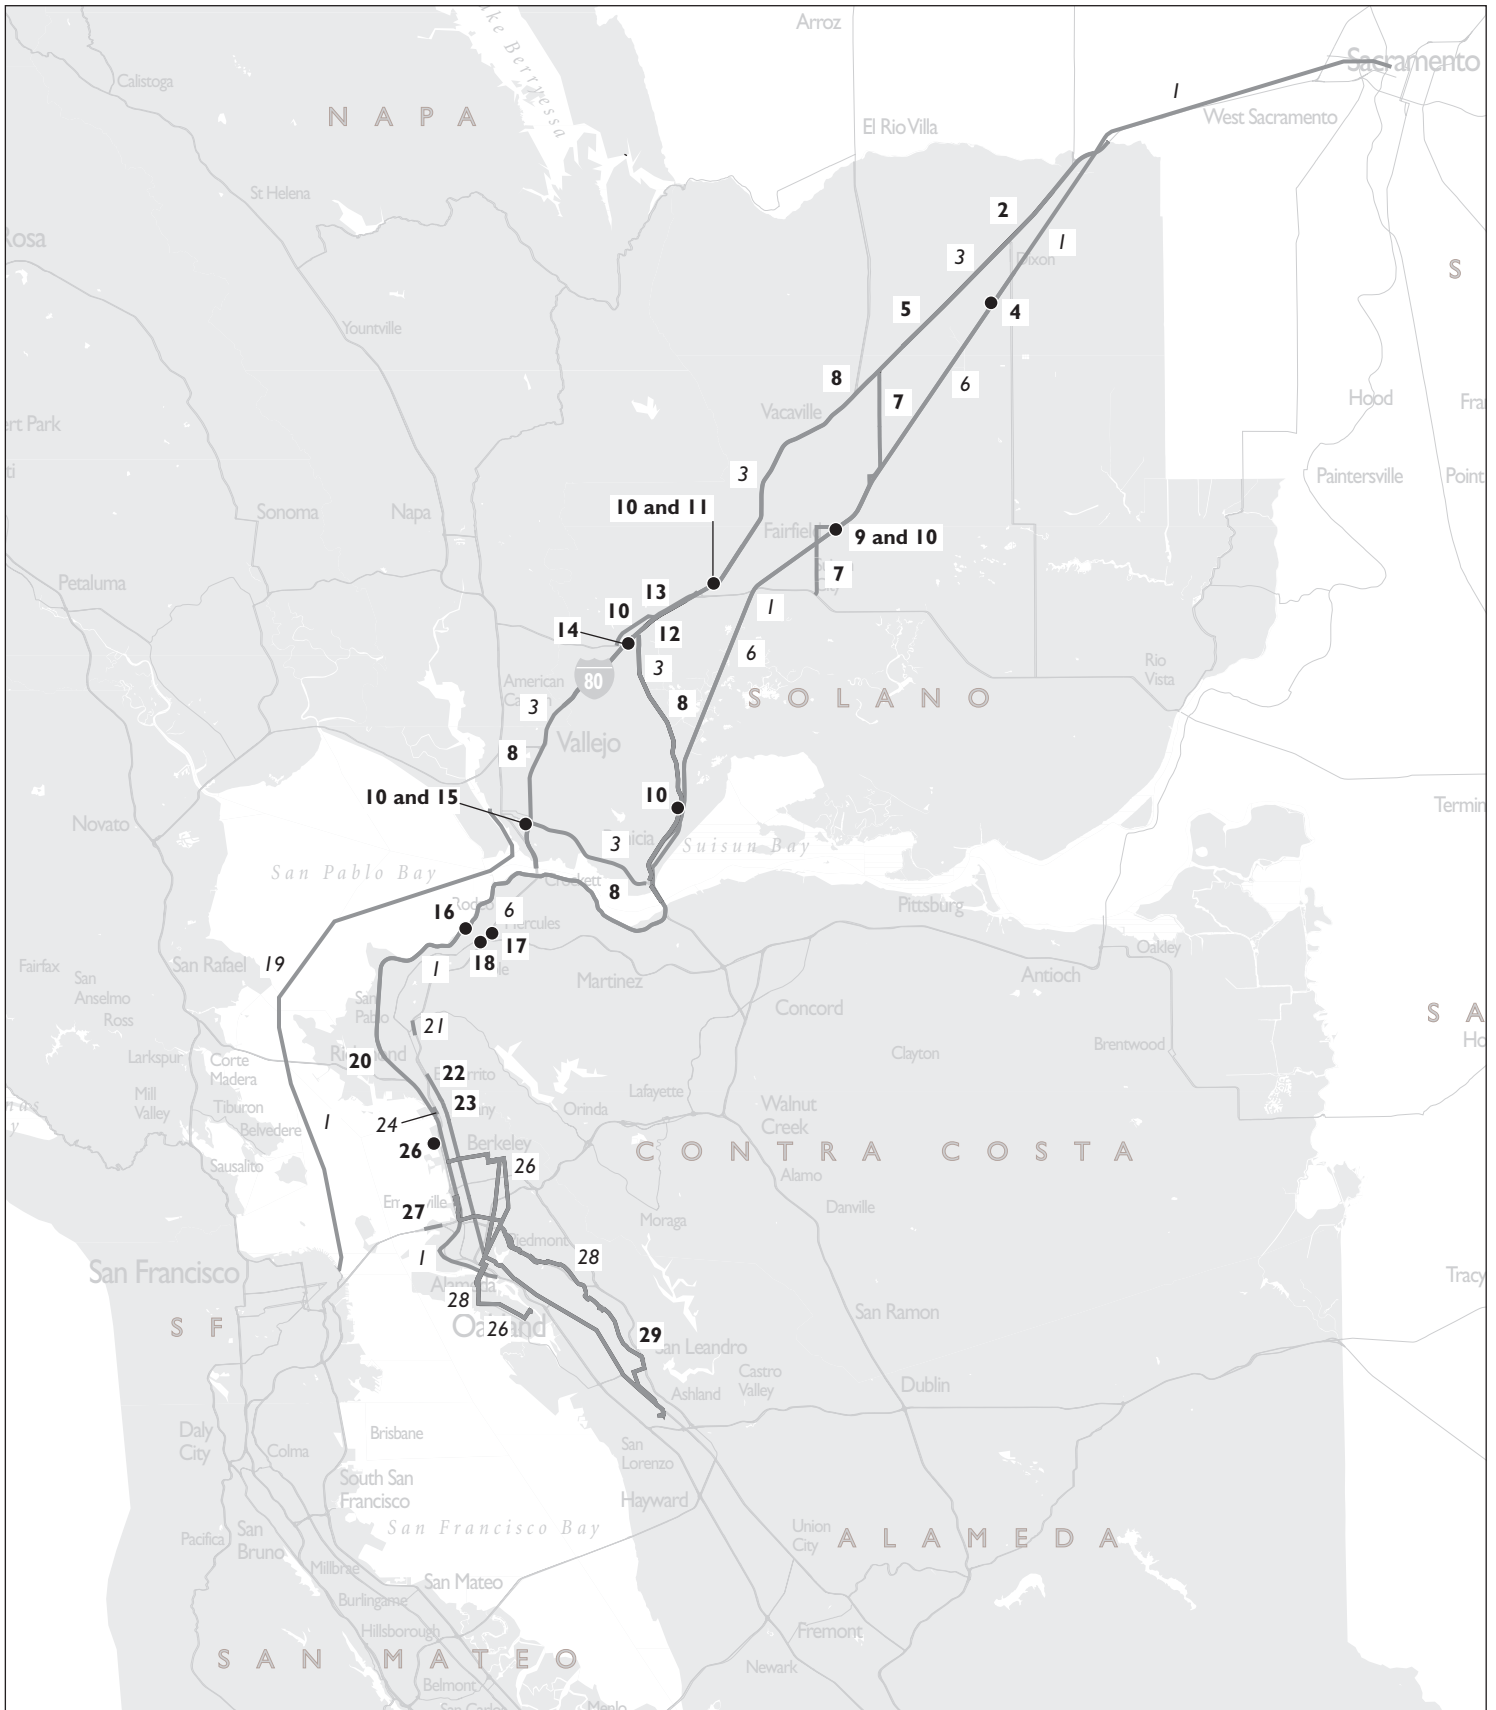 Arroz
Sacramento
Calistoga
Berryessa
1
NAPA
El Rio Villa
West Sacramento
St Helena
2
Rosa
1
3
Dixon
S
5
4
Yountville
8
6
7
Hood
Vacaville
ert Park
3
Paintersville
Point
10 and 11
Sonoma
Napa
Fairfield
9 and 10
Petaluma
7
13
1
10
14
12
6
3
Rio
Vista
American
80
3
8
SOLANO
Vallejo
8
10 and 15
10
Termin
Novato
3
Suisun Bay
San Pablo Bay
Crockett
8
Pittsburg
16
6
Hercules
17
Oakley
18
Fairfax
San Rafael
19
1
Antioch
San
Anselmo
Martinez
San
Pablo
Concord
Ross
S A
21
Ho
Brentwood
Larkspur
Corte
Madera
20
Clayton
22
Mill
Valley
Lafayette
23
Walnut
Creek
Tiburon
Orinda
Belvedere
1
24
26
Berkeley
CONTRA COSTA
Sausalito
26
Alamo
Danville
27
Moraga
Piedmont
1
28
San Francisco
Tracy
Alameda
28
San Ramon
SF
26
Oakland
29
San Leandro
Castro
Valley
Ashland
Dublin
Daly
City
Brisbane
Colma
San
Lorenzo
South San
Francisco
Hayward
San Francisco Bay
Union
City
ALAMEDA
Pacifica
San
Bruno
Millbrae
San Mateo
Burlingame
Hillsborough
Fremont
SAN MATEO
Newark
Belmont